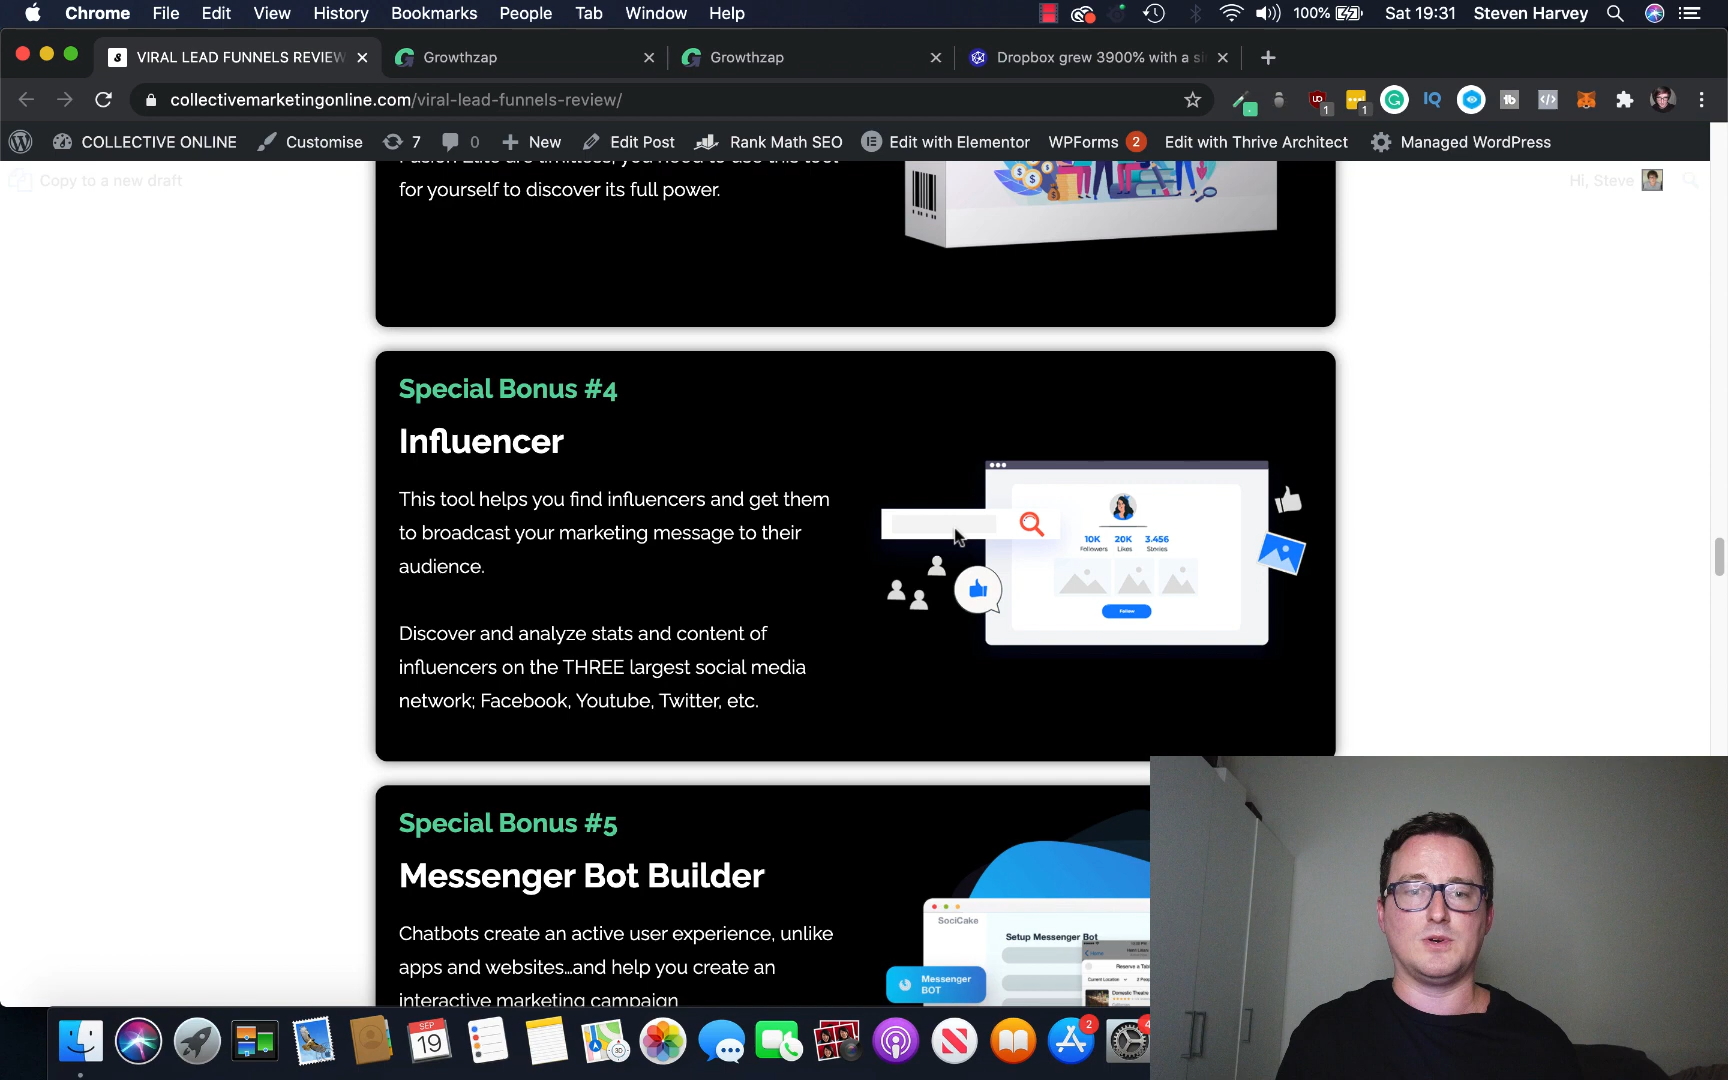 Chrome File Edit View History Bookmarks People Tab Window Help 100% Sat 19:31 Steven Harvey
VIRAL LEAD FUNNELS REVIEW Growthzap Growthzap Dropbox grew 3900% with a si
collectivemarketingonline.com/viral-lead-funnels-review/
COLLECTIVE ONLINE Customise 7 0 New Edit Post Rank Math SEO Edit with Elementor WPForms 2 Edit with Thrive Architect Managed WordPress
Copy to a new draft Hi, Steve
for yourself to discover its full power.
Special Bonus #4
Influencer
This tool helps you find influencers and get them
to broadcast your marketing message to their
audience.
Discover and analyze stats and content of
influencers on the THREE largest social media
network; Facebook, Youtube, Twitter, etc.
10K 20K 3.456
Followers Likes Stories
Follow
Special Bonus #5
Messenger Bot Builder
Chatbots create an active user experience, unlike
apps and websites...and help you create an
interactive marketing campaign
SociCake
Setup Messenger Bot
Messenger
BOT
Reserve a Tab
SEP
19
3D
2
4